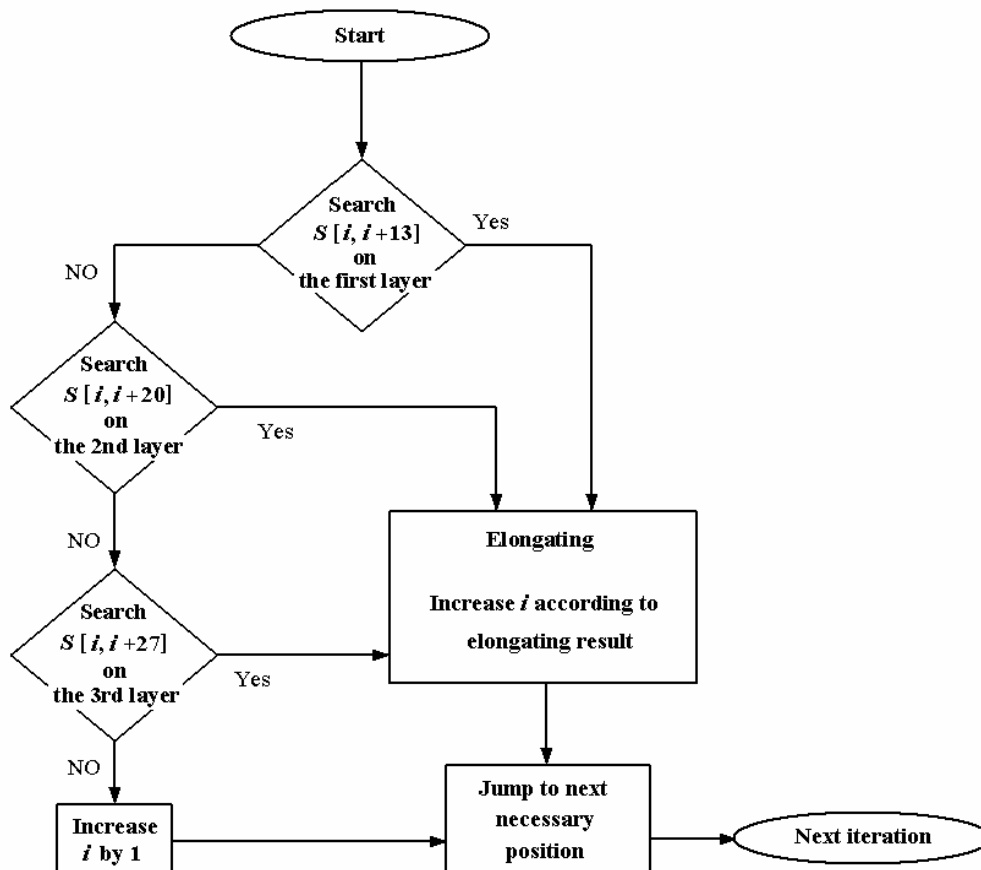 Start
Search
S [i, i+13]
on
the first layer
Yes
NO
Search
S [i, i+20]
on
the 2nd layer
Yes
NO
Elongating
Increase i according to
elongating result
Search
S [i, i+27]
on
the 3rd layer
Yes
NO
Increase
i by 1
Jump to next
necessary
position
Next iteration